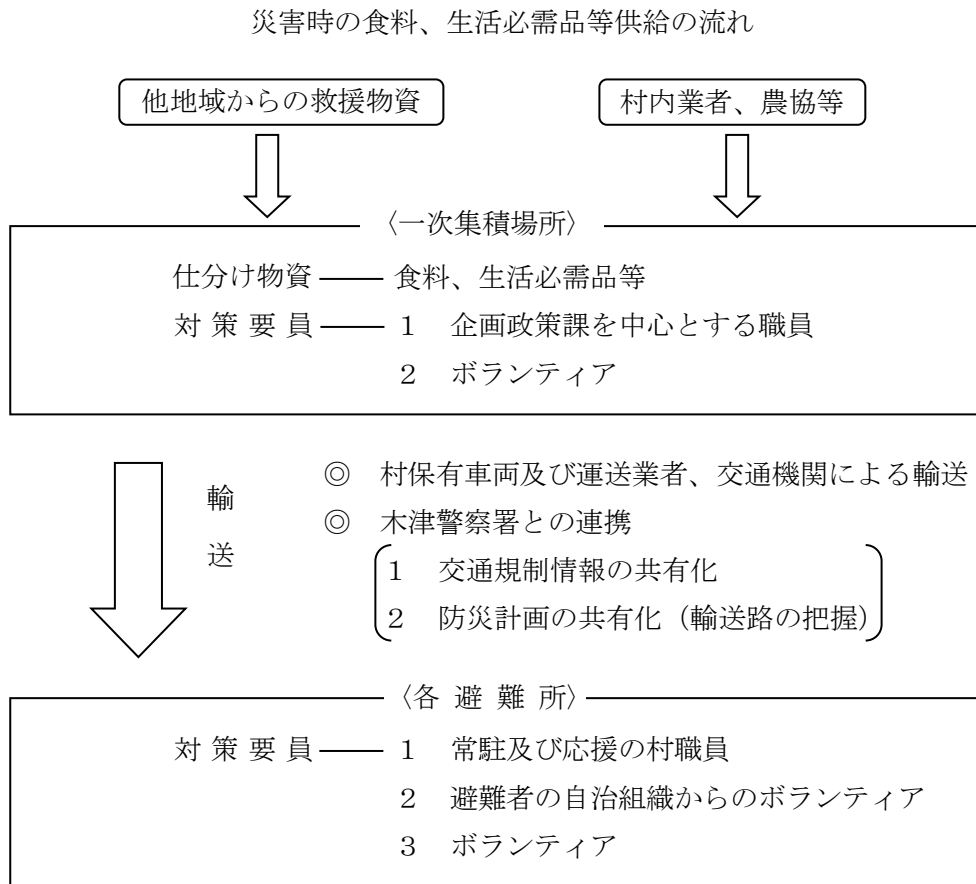 災害時の食料、生活必需品等供給の流れ
他地域からの救援物資
村内業者、農協等
〈一次集積場所〉
仕分け物資 食料、生活必需品等
対策要員 1 企画政策課を中心とする職員
2 ボランティア
輸送
◎ 村保有車両及び運送業者、交通機関による輸送
◎ 木津警察署との連携
1 交通規制情報の共有化
2 防災計画の共有化（輸送路の把握）
〈各避難所〉
対策要員 1 常駐及び応援の村職員
2 避難者の自治組織からのボランティア
3 ボランティア